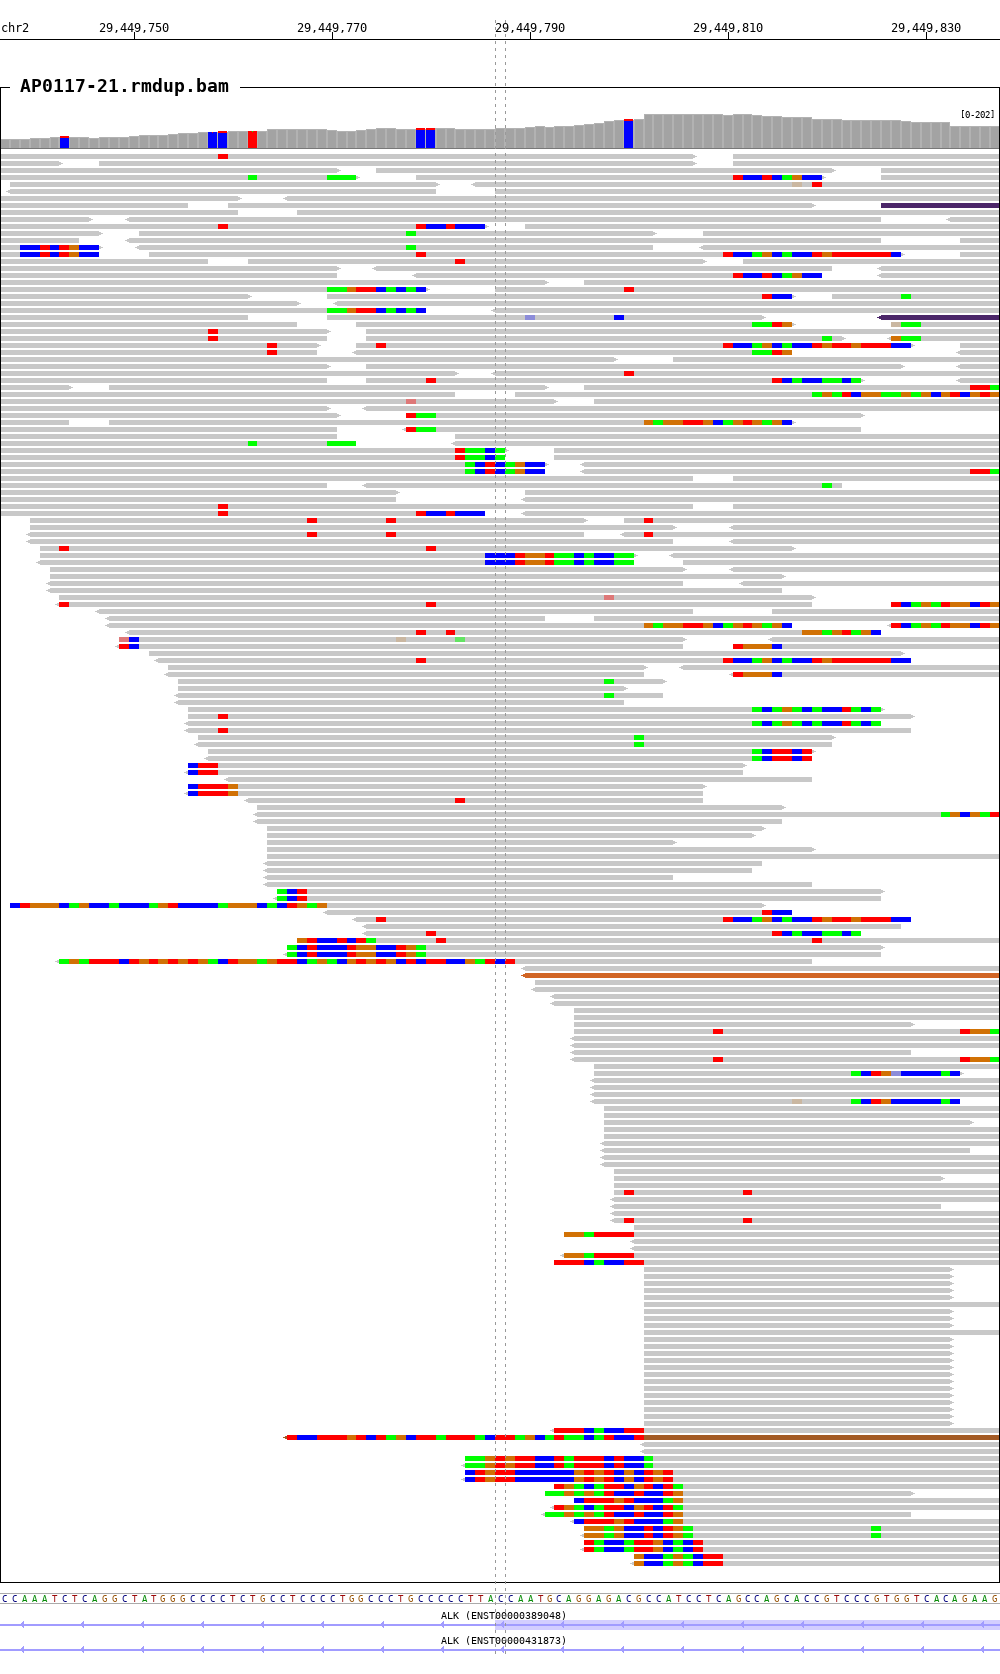 chr2 29,449,750 29,449,770 29,449,790 29,449,810 29,449,830
AP0117-21.rmdup.bam
[0-202]
CCAAATCTCAGGCTATGGGCCCCTCTGCCTCCCCTGGCCCTGCCCCCTTACCAATGCAGGAGACGCCATCCTCAGCCAGCACCGTCCCGTGGTCACAGAAG
ALK (ENST00000389048)
ALK (ENST00000431873)